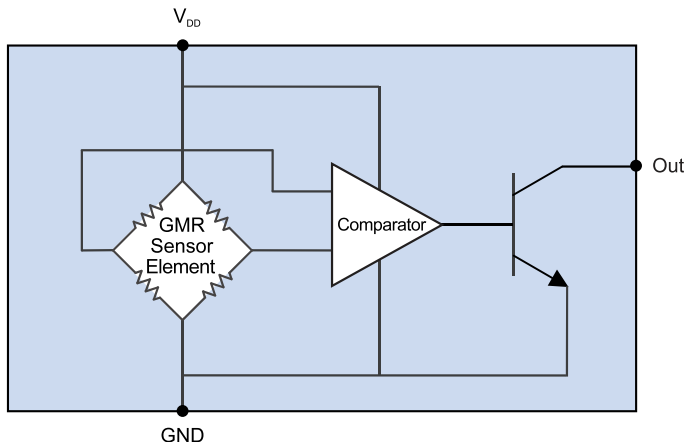 VDD
GMR
Sensor
Element
Comparator
Out
GND